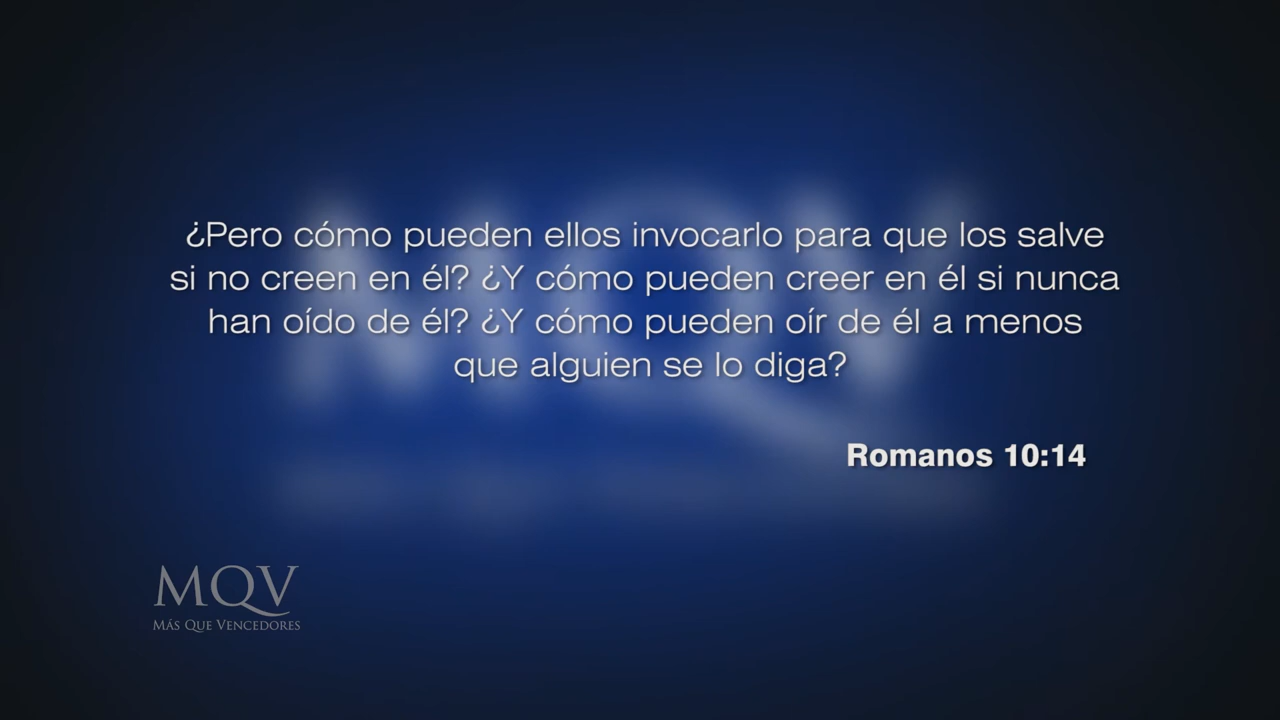 ¿Pero cómo pueden ellos invocarlo para que los salve
si no creen en él? ¿Y cómo pueden creer en él si nunca
han oído de él? ¿Y cómo pueden oír de él a menos
que alguien se lo diga?
Romanos 10:14
MQV
MÁS QUE VENCEDORES